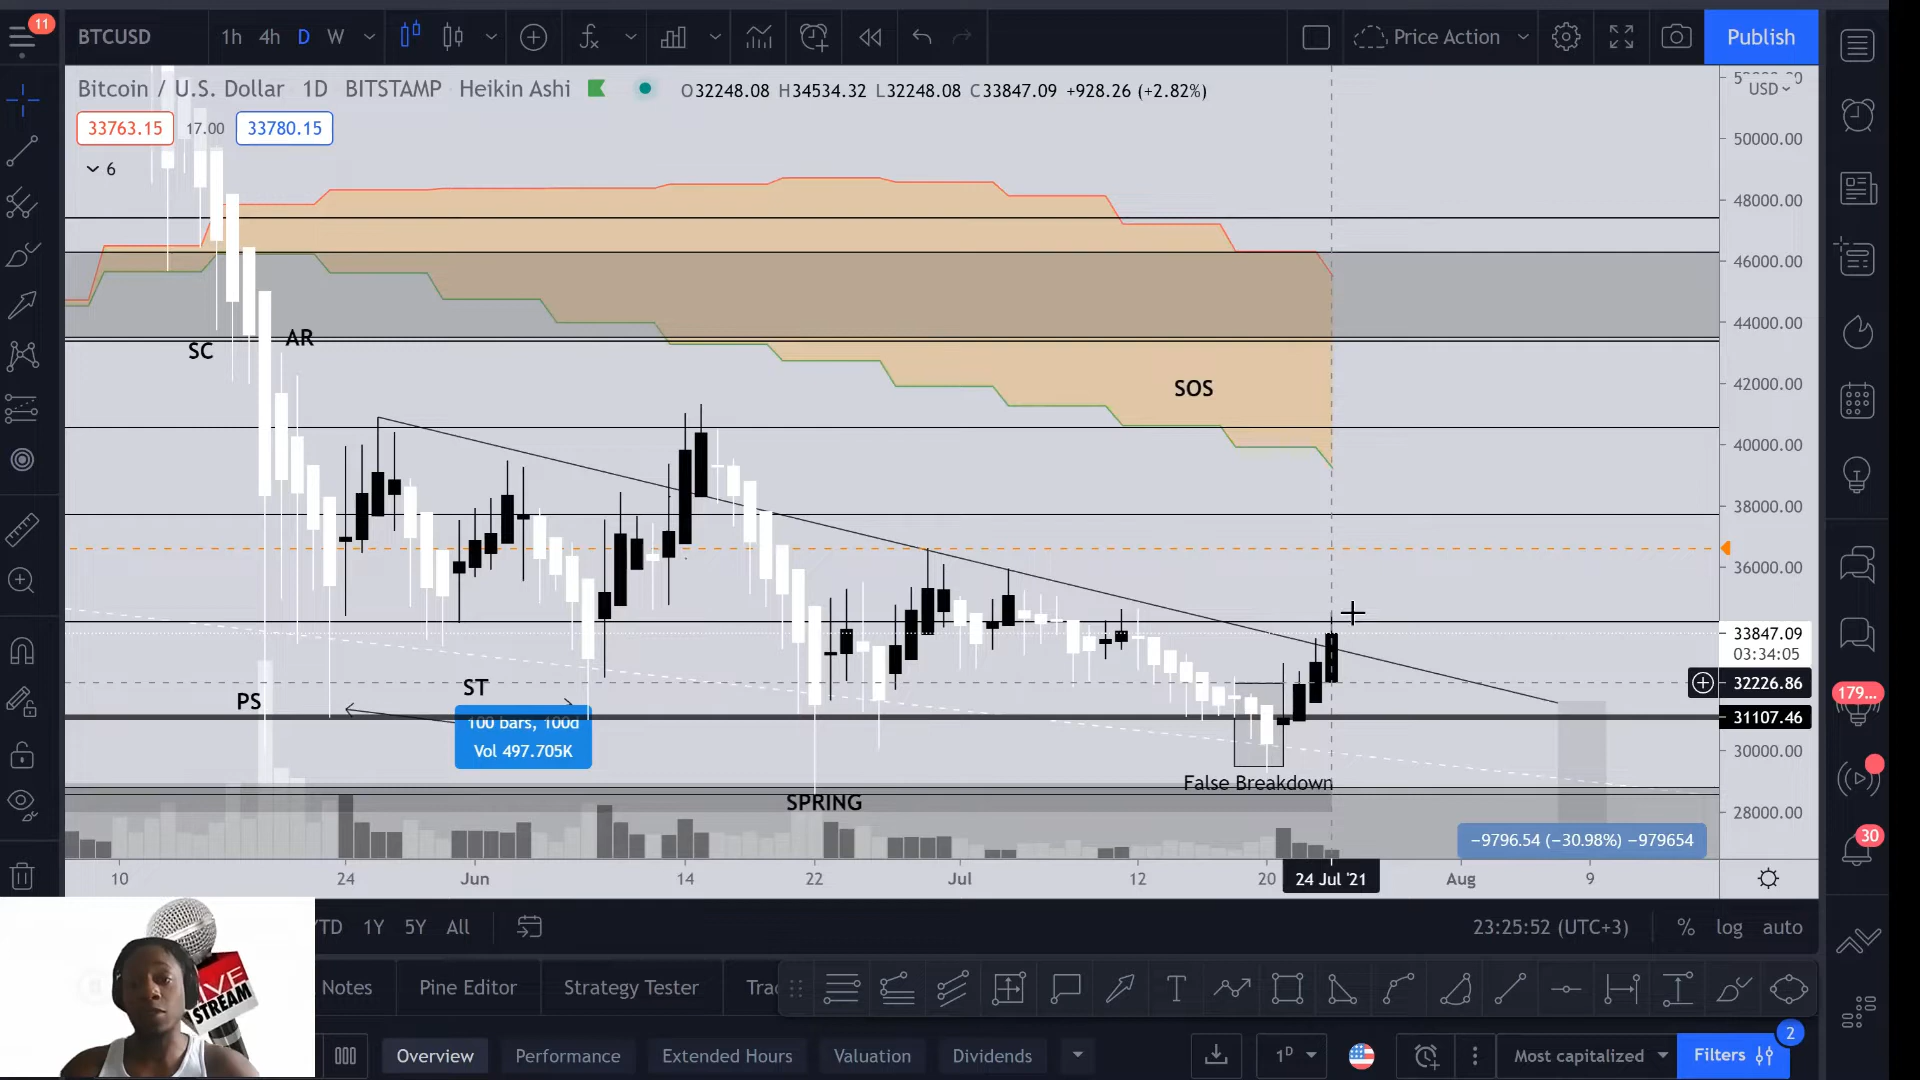 11
BTCUSD
1h 4h D W
Price Action
Publish
Bitcoin / U.S. Dollar 1D BITSTAMP Heikin Ashi
O32248.08 H34534.32 L32248.08 C33847.09 +928.26 (+2.82%)
USD
33763.15 17.00 33780.15
6
50000.00
48000.00
46000.00
44000.00
42000.00
40000.00
38000.00
36000.00
33847.09
03:34:05
32226.86
31107.46
30000.00
28000.00
SC
AR
SOS
PS
ST
100 bars, 100d
Vol 497.705K
SPRING
False Breakdown
−9796.54 (−30.98%) −979654
10 24 Jun 14 22 Jul 12 20 24 Jul '21 Aug 9
179...
30
YTD 1Y 5Y All
23:25:52 (UTC+3)
% log auto
LIVE
STREAM
Notes
Pine Editor
Strategy Tester
Overview
Performance
Extended Hours
Valuation
Dividends
1D
Most capitalized
Filters
2